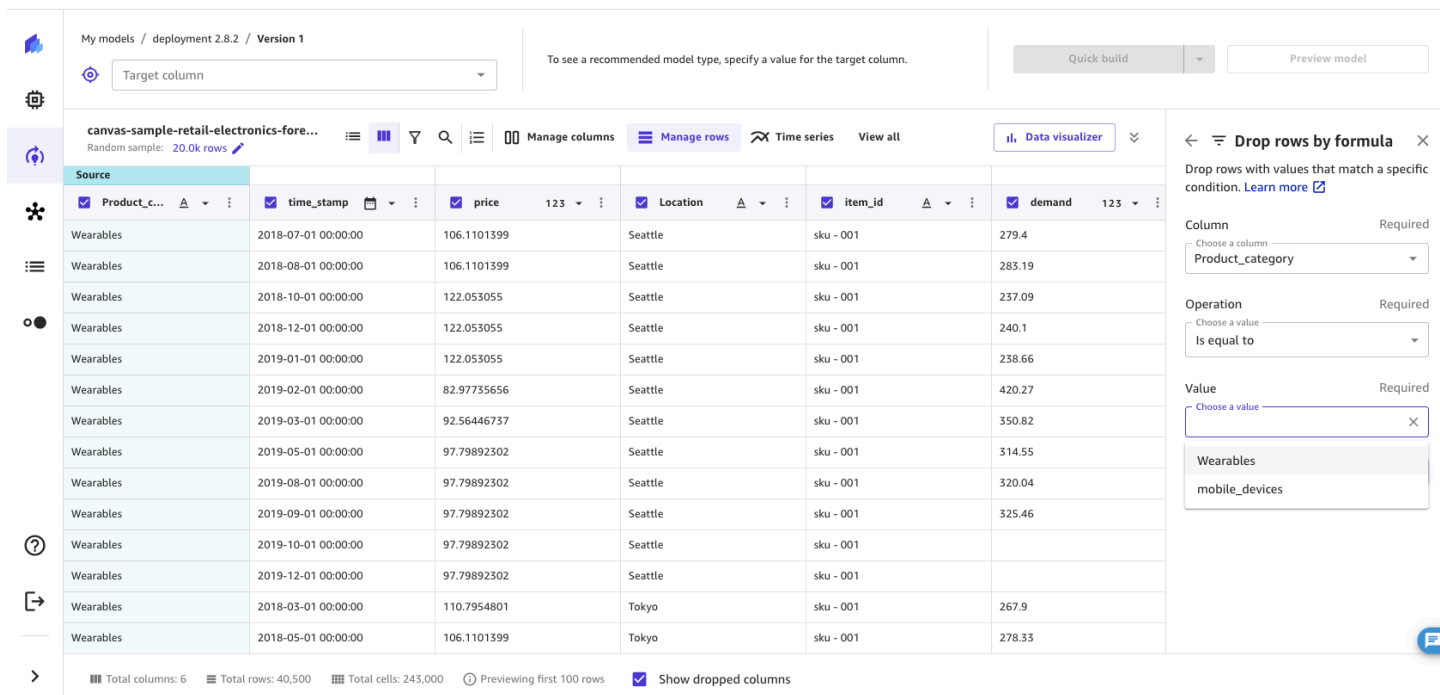 My models / deployment 2.8.2 / Version 1
Target column
To see a recommended model type, specify a value for the target column.
Quick build
Preview model
canvas-sample-retail-electronics-fore...
Random sample: 20.0k rows
Manage columns
Manage rows
Time series
View all
Data visualizer
Source
Product_c... A time_stamp price 123 Location A item_id A demand 123
Wearables 2018-07-01 00:00:00 106.1101399 Seattle sku - 001 279.4
Wearables 2018-08-01 00:00:00 106.1101399 Seattle sku - 001 283.19
Wearables 2018-10-01 00:00:00 122.053055 Seattle sku - 001 237.09
Wearables 2018-12-01 00:00:00 122.053055 Seattle sku - 001 240.1
Wearables 2019-01-01 00:00:00 122.053055 Seattle sku - 001 238.66
Wearables 2019-02-01 00:00:00 82.97735656 Seattle sku - 001 420.27
Wearables 2019-03-01 00:00:00 92.56446737 Seattle sku - 001 350.82
Wearables 2019-05-01 00:00:00 97.79892302 Seattle sku - 001 314.55
Wearables 2019-08-01 00:00:00 97.79892302 Seattle sku - 001 320.04
Wearables 2019-09-01 00:00:00 97.79892302 Seattle sku - 001 325.46
Wearables 2019-10-01 00:00:00 97.79892302 Seattle sku - 001
Wearables 2019-12-01 00:00:00 97.79892302 Seattle sku - 001
Wearables 2018-03-01 00:00:00 110.7954801 Tokyo sku - 001 267.9
Wearables 2018-05-01 00:00:00 106.1101399 Tokyo sku - 001 278.33
Total columns: 6 Total rows: 40,500 Total cells: 243,000 Previewing first 100 rows Show dropped columns
Drop rows by formula
Drop rows with values that match a specific
condition. Learn more
Column Required
Choose a column
Product_category
Operation Required
Choose a value
Is equal to
Value Required
Choose a value
Wearables
mobile_devices